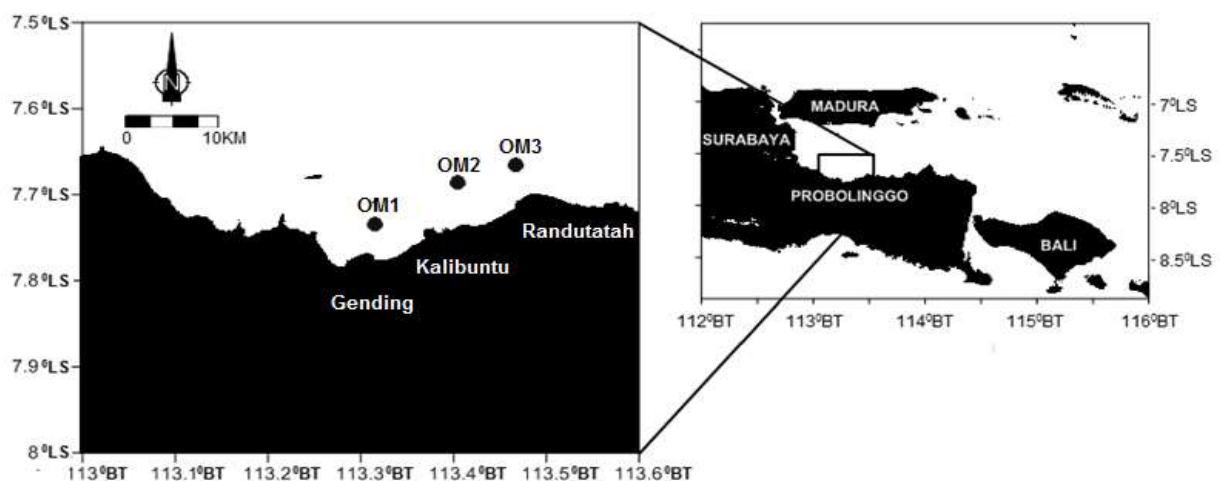 7.5⁰LS
7.6⁰LS
7.7⁰LS
7.8⁰LS
7.9⁰LS
8⁰LS
113⁰BT
113.1⁰BT
113.2⁰BT
113.3⁰BT
113.4⁰BT
113.5⁰BT
113.6⁰BT
N
0
10KM
OM1
OM2
OM3
Randutatah
Kalibuntu
Gending
MADURA
SURABAYA
PROBOLINGGO
BALI
7⁰LS
7.5⁰LS
8⁰LS
8.5⁰LS
112⁰BT
113⁰BT
114⁰BT
115⁰BT
116⁰BT